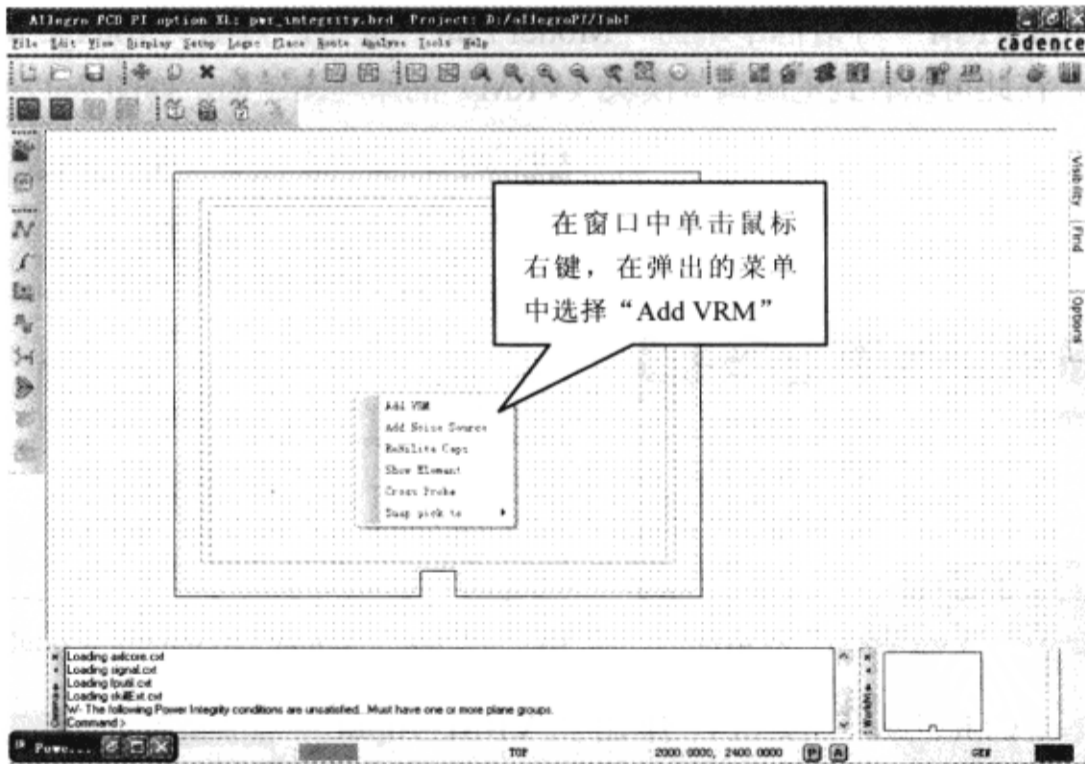 Allegro PCB PI option XL: pwr_integrity.brd Project: D:/allegroPI/lab1
File Edit View Display Setup Logic Place Route Analyze Tools Help
cādence
Visibility
Find
Options
在窗口中单击鼠标
右键，在弹出的菜单
中选择“Add VRM”
Add VRM
Add Noise Source
ReHilite Caps
Show Element
Cross Probe
Snap pick to
Loading axlcore.cxt
Loading signal.cxt
Loading lputil.cxt
Loading skillExt.cxt
W- The following Power Integrity conditions are unsatisfied. Must have one or more plane groups.
Command >
Powe...
TOP
2000.0000, 2400.0000
P
A